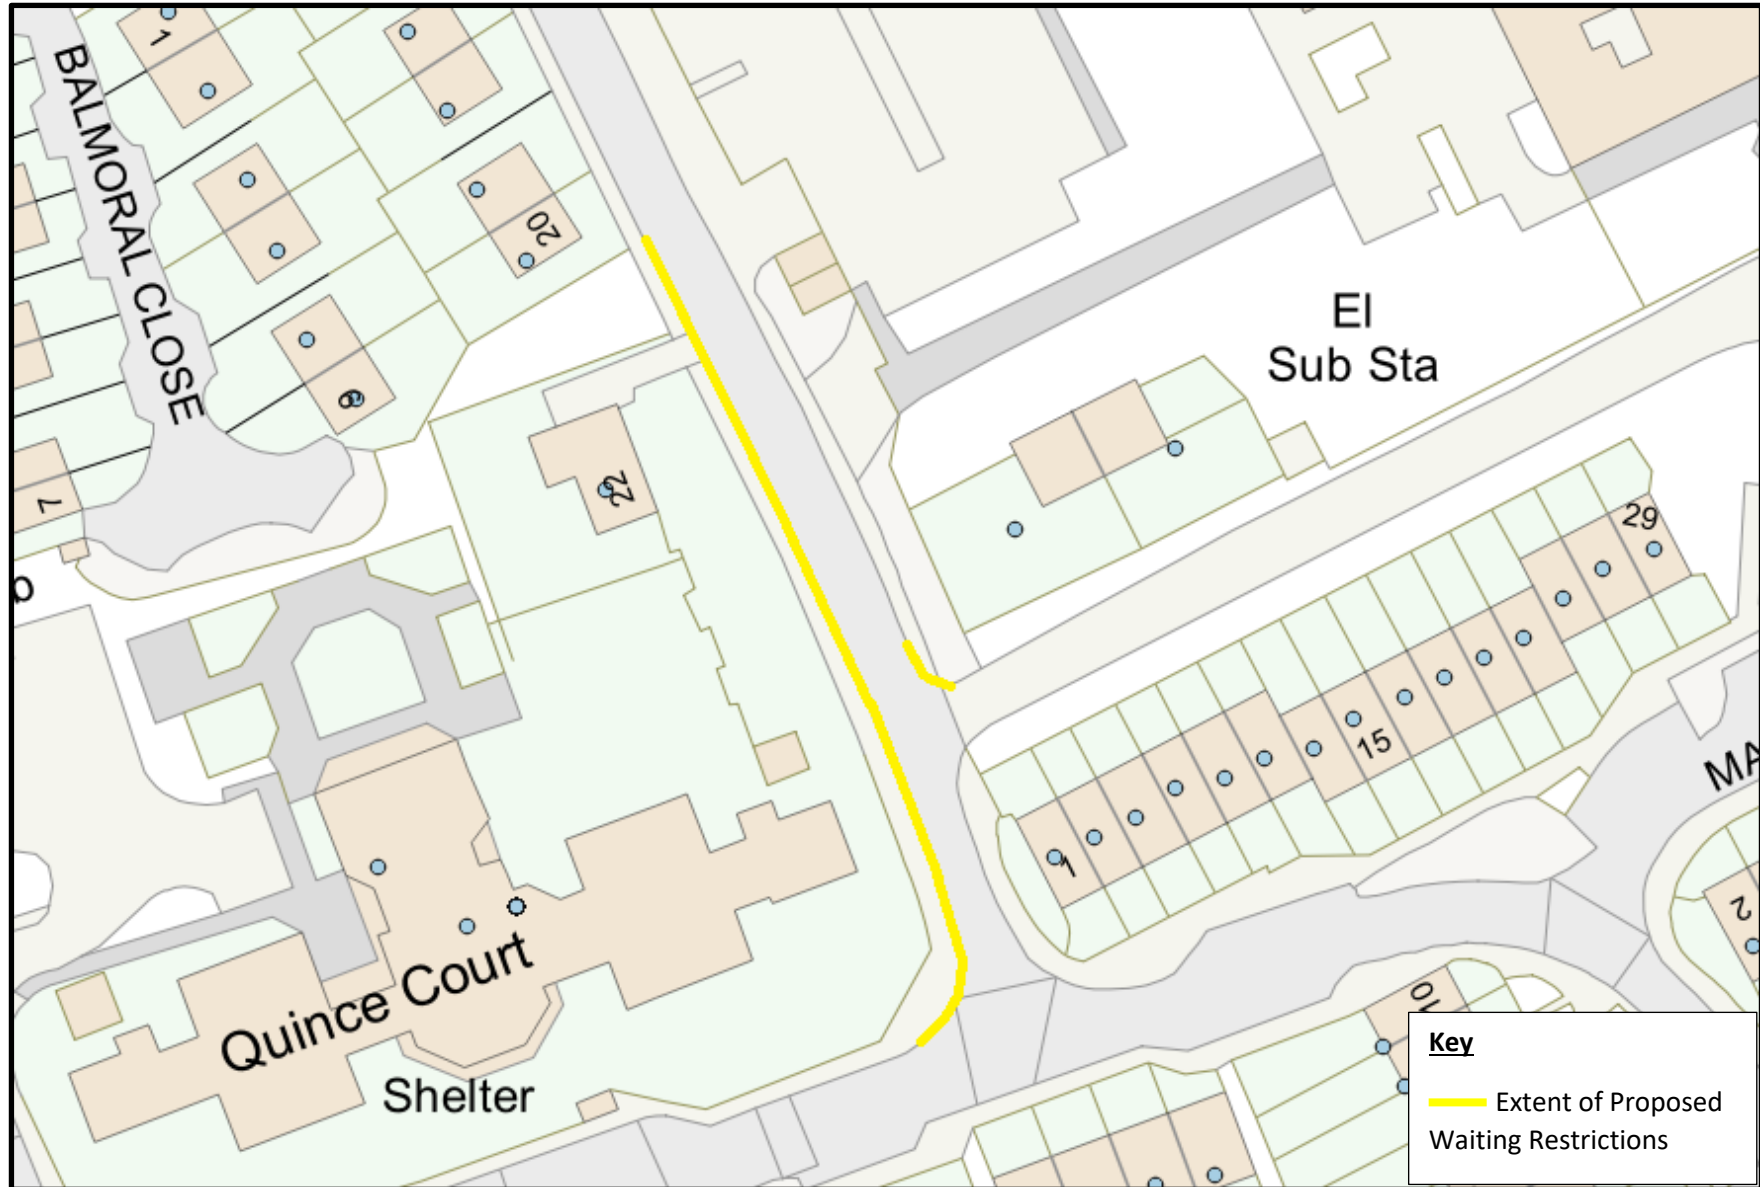 1
BALMORAL CLOSE
20
9
7
22
El
Sub Sta
29
15
1
2
10
Quince Court
Shelter
Key
Extent of Proposed
Waiting Restrictions